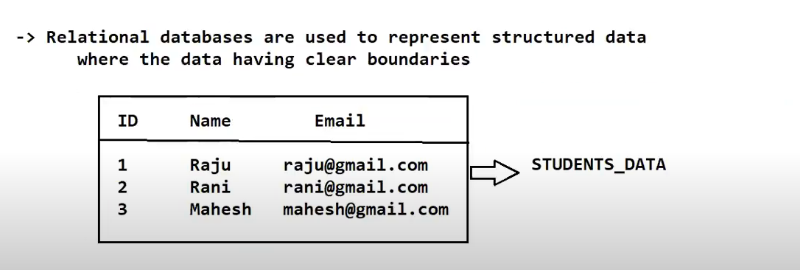 -> Relational databases are used to represent structured data
where the data having clear boundaries
ID Name Email
1 Raju raju@gmail.com
2 Rani rani@gmail.com
3 Mahesh mahesh@gmail.com
STUDENTS_DATA